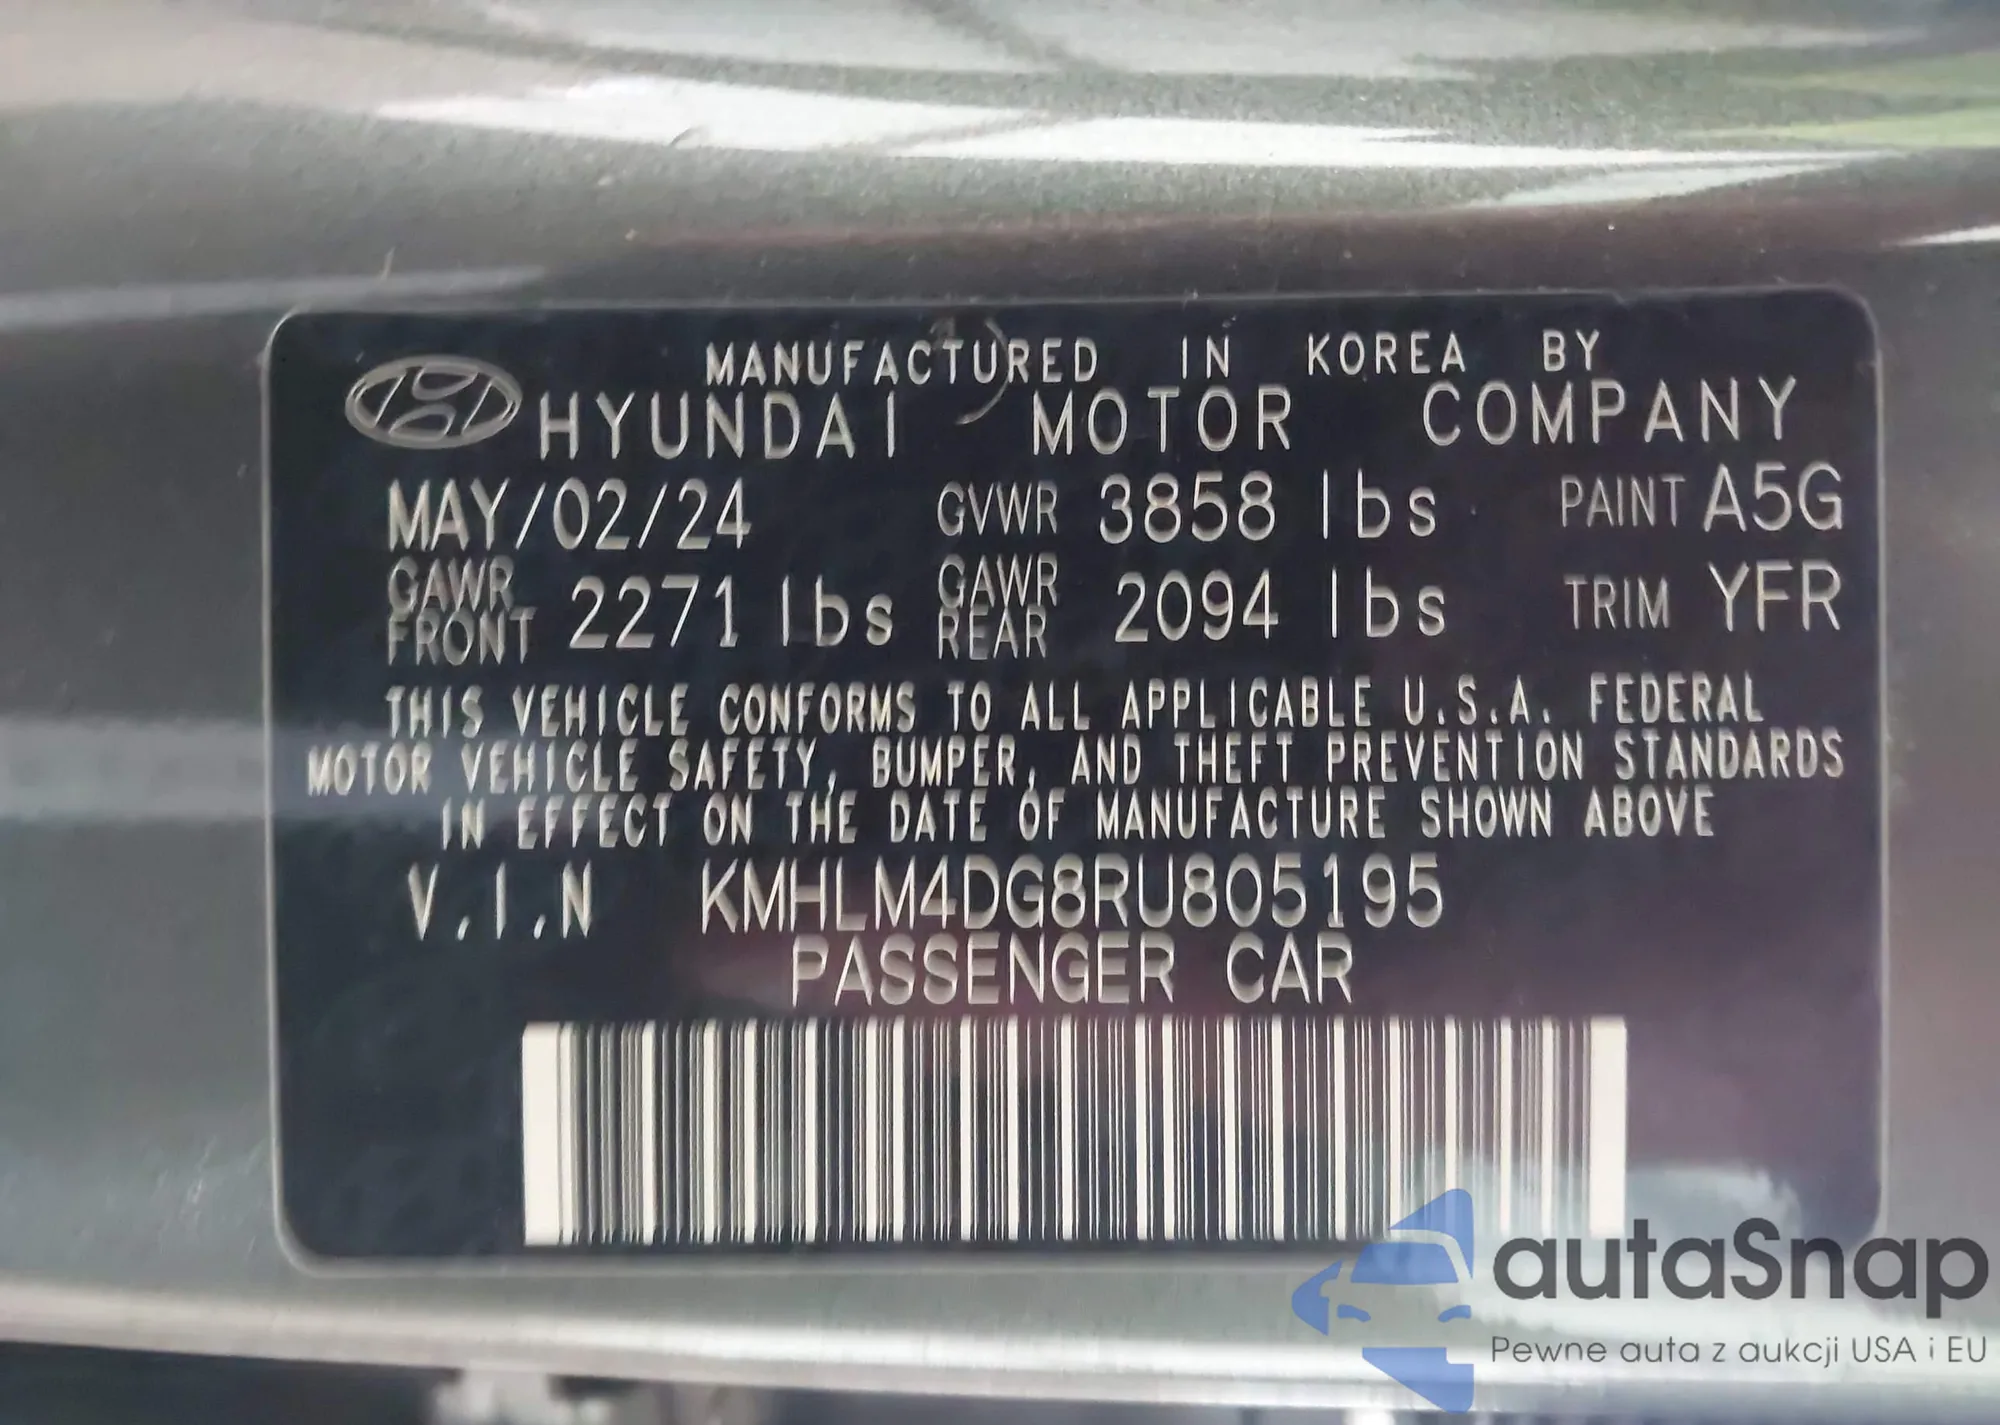 MANUFACTURED IN KOREA BY
HYUNDAI MOTOR COMPANY
MAY/02/24 GVWR 3858 lbs PAINT A5G
GAWR FRONT 2271 lbs GAWR REAR 2094 lbs TRIM YFR
THIS VEHICLE CONFORMS TO ALL APPLICABLE U.S.A. FEDERAL
MOTOR VEHICLE SAFETY, BUMPER, AND THEFT PREVENTION STANDARDS
IN EFFECT ON THE DATE OF MANUFACTURE SHOWN ABOVE
V.I.N KMHLM4DG8RU805195
PASSENGER CAR
autaSnap
Pewne auta z aukcji USA i EU